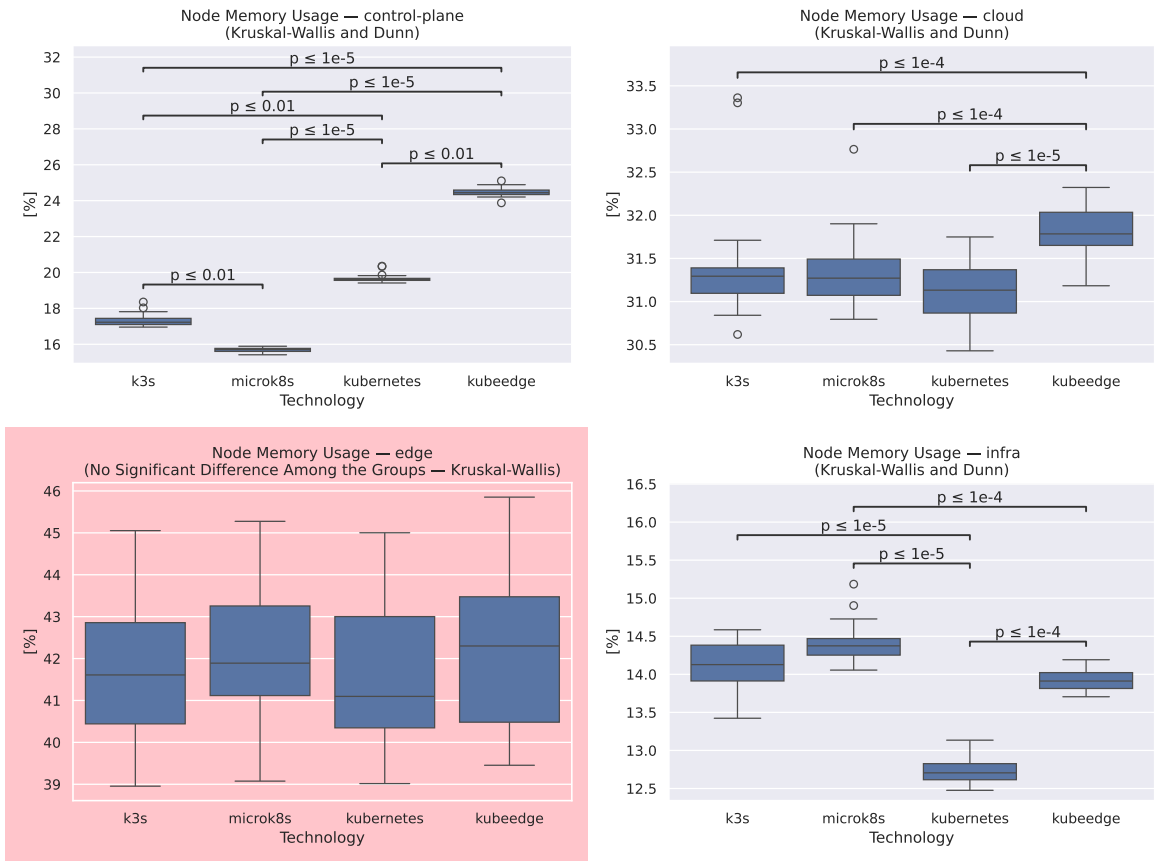 Node Memory Usage — control-plane
(Kruskal-Wallis and Dunn)
32
30
28
26
24
22
20
18
16
[%]
p ≤ 1e-5
p ≤ 1e-5
p ≤ 0.01
p ≤ 1e-5
p ≤ 0.01
p ≤ 0.01
k3s microk8s kubernetes kubeedge
Technology
Node Memory Usage — cloud
(Kruskal-Wallis and Dunn)
33.5
33.0
32.5
32.0
31.5
31.0
30.5
[%]
p ≤ 1e-4
p ≤ 1e-4
p ≤ 1e-5
k3s microk8s kubernetes kubeedge
Technology
Node Memory Usage — edge
(No Significant Difference Among the Groups — Kruskal-Wallis)
46
45
44
43
42
41
40
39
[%]
k3s microk8s kubernetes kubeedge
Technology
Node Memory Usage — infra
(Kruskal-Wallis and Dunn)
16.5
16.0
15.5
15.0
14.5
14.0
13.5
13.0
12.5
[%]
p ≤ 1e-4
p ≤ 1e-5
p ≤ 1e-5
p ≤ 1e-4
k3s microk8s kubernetes kubeedge
Technology